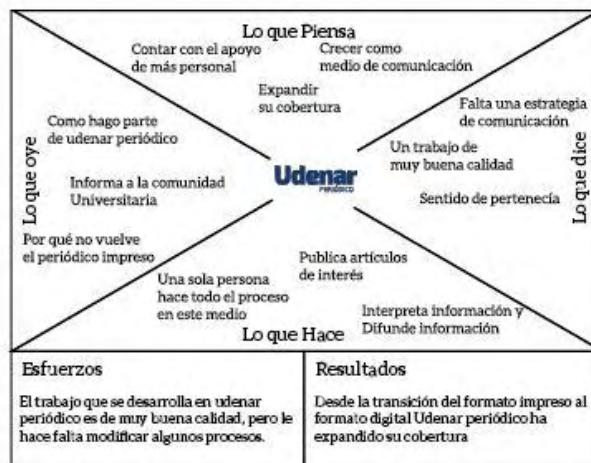 Lo que Piensa
Contar con el apoyo
de más personal
Crecer como
medio de comunicación
Expandir
su cobertura
Lo que oye
Como hago parte
de udenar periódico
Informa a la comunidad
Universitaria
Por qué no vuelve
el periódico impreso
Udenar
PERIÓDICO
Lo que dice
Falta una estrategia
de comunicación
Un trabajo de
muy buena calidad
Sentido de pertenecía
Publica artículos
de interés
Una sola persona
hace todo el proceso
en este medio
Interpreta información y
Difunde información
Lo que Hace
Esfuerzos
El trabajo que se desarrolla en udenar
periódico es de muy buena calidad, pero le
hace falta modificar algunos procesos.
Resultados
Desde la transición del formato impreso al
formato digital Udenar periódico ha
expandido su cobertura